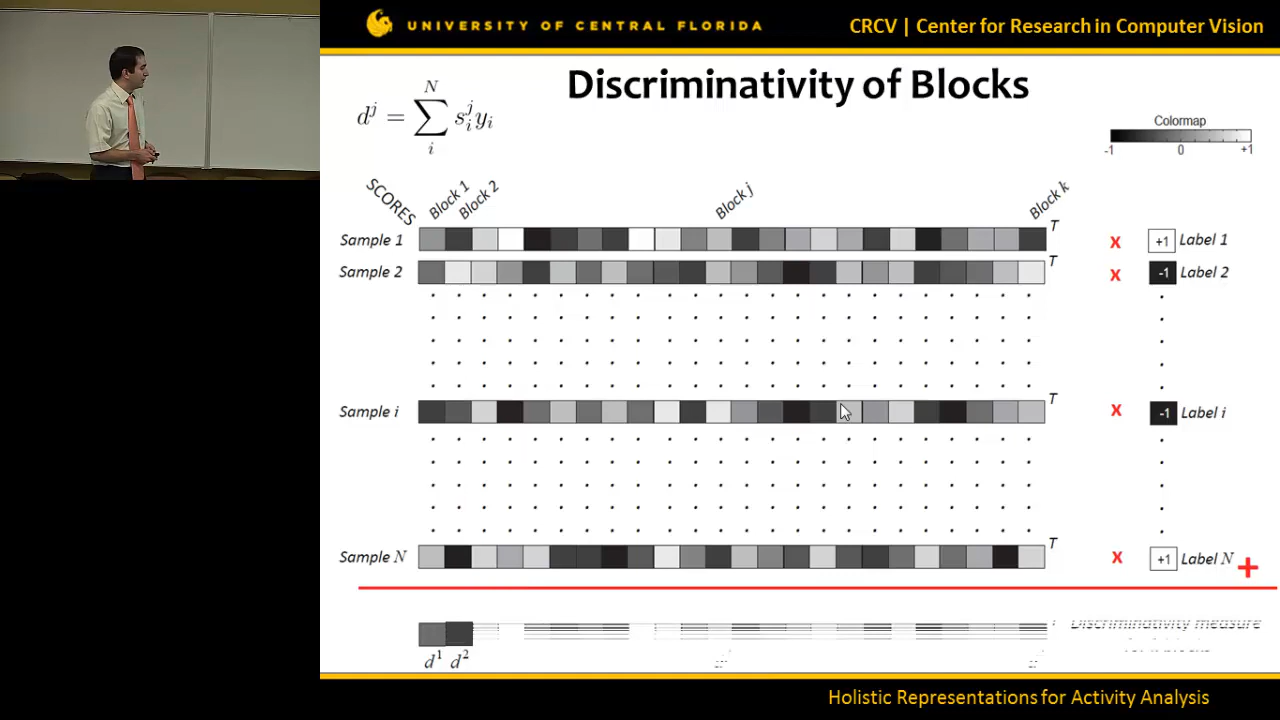 UNIVERSITY OF CENTRAL FLORIDA
CRCV | Center for Research in Computer Vision
Discriminativity of Blocks
d^j = \sum_i^N s_i^j y_i
Colormap
-1 0 +1
SCORES Block 1 Block 2 Block j Block k
Sample 1 T x +1 Label 1
Sample 2 T x -1 Label 2
Sample i T x -1 Label i
Sample N T x +1 Label N +
Discriminativity measure
d^1 d^2
Holistic Representations for Activity Analysis